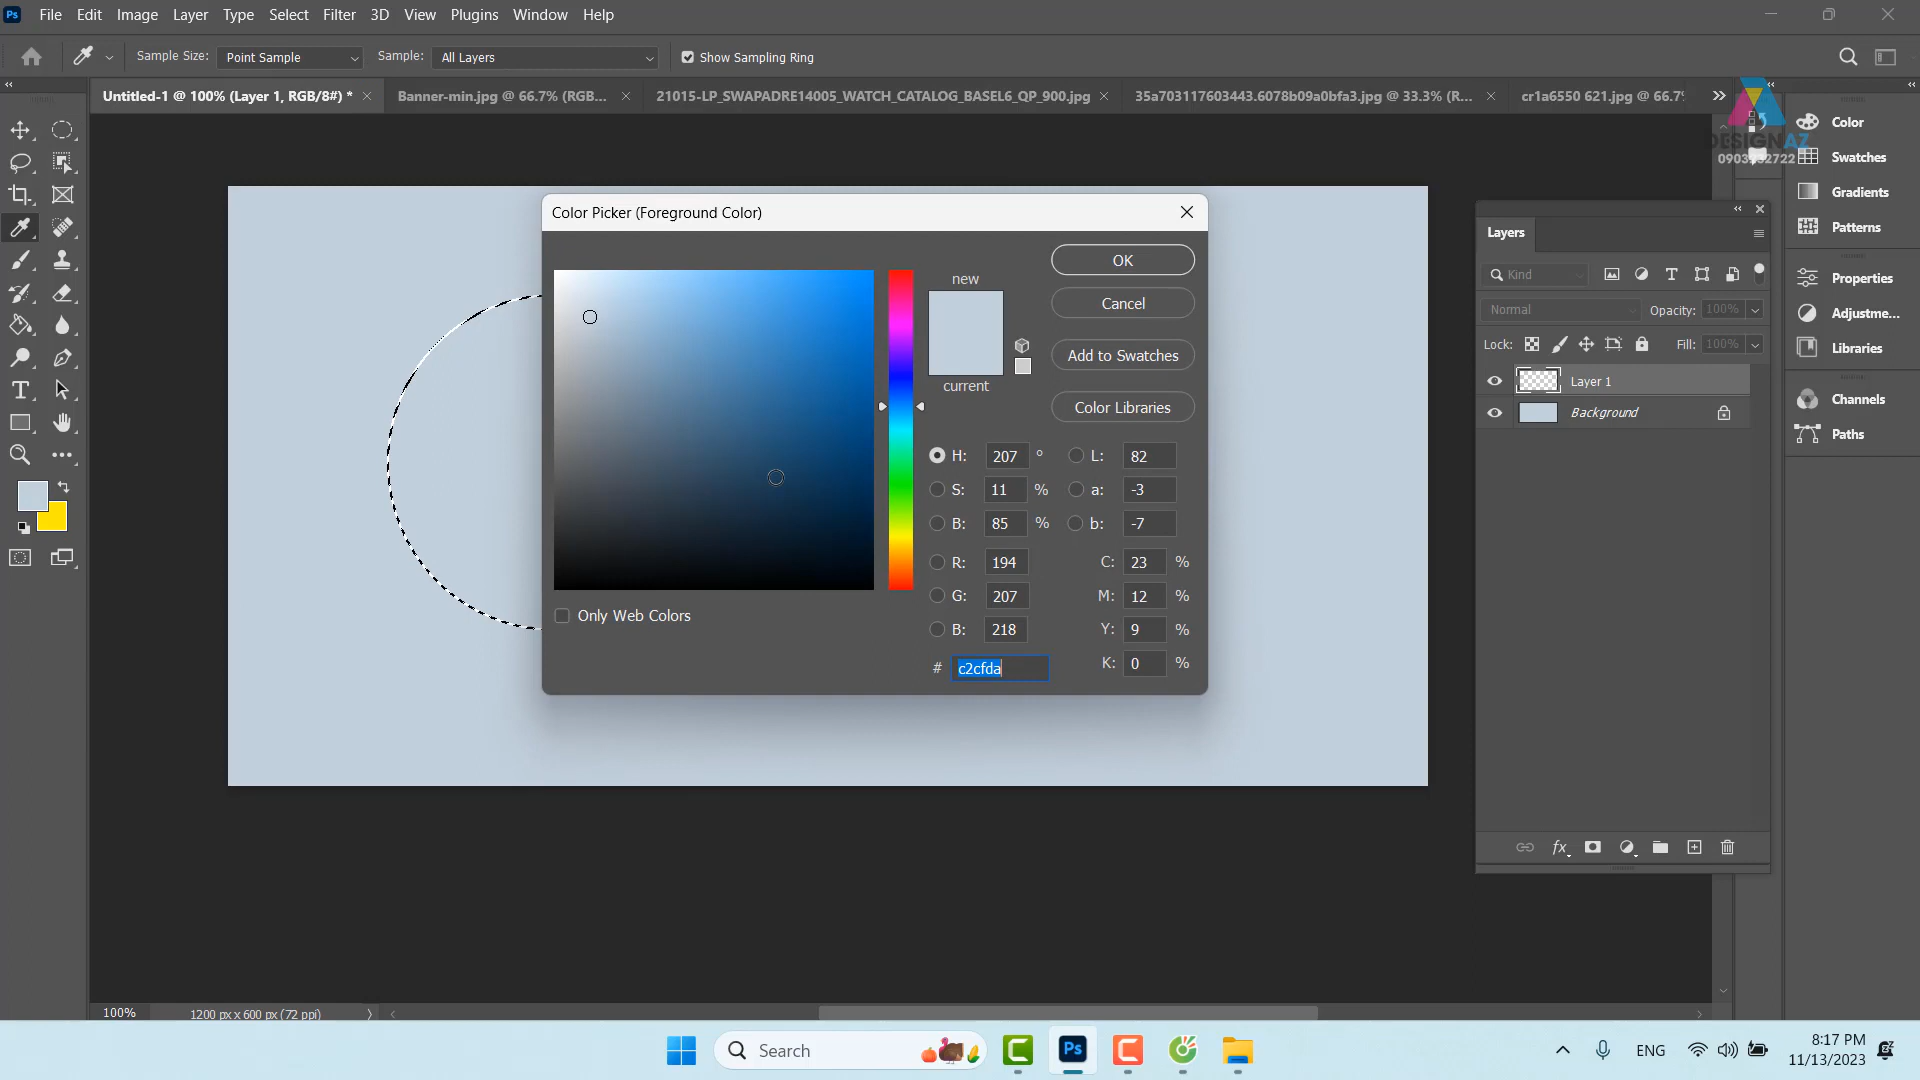 Ps File Edit Image Layer Type Select Filter 3D View Plugins Window Help
Sample Size: Point Sample Sample: All Layers Show Sampling Ring
Untitled-1 @ 100% (Layer 1, RGB/8#) * Banner-min.jpg @ 66.7% (RGB... 21015-LP_SWAPADRE14005_WATCH_CATALOG_BASEL6_QP_900.jpg 35a703117603443.6078b09a0bfa3.jpg @ 33.3% (R... cr1a6550 621.jpg @ 66.7%
DESIGNAZ
Color
Swatches
Gradients
Patterns
Properties
Adjustme...
Libraries
Channels
Paths
Color Picker (Foreground Color)
new
current
OK
Cancel
Add to Swatches
Color Libraries
H: 207 ° L: 82
S: 11 % a: -3
B: 85 % b: -7
R: 194 C: 23 %
G: 207 M: 12 %
B: 218 Y: 9 %
# c2cfda K: 0 %
Only Web Colors
Layers
Kind
Normal Opacity: 100%
Lock: Fill: 100%
Layer 1
Background
fx
T
100% 1200 px x 600 px (72 ppi)
Search Ps ENG 8:17 PM
11/13/2023